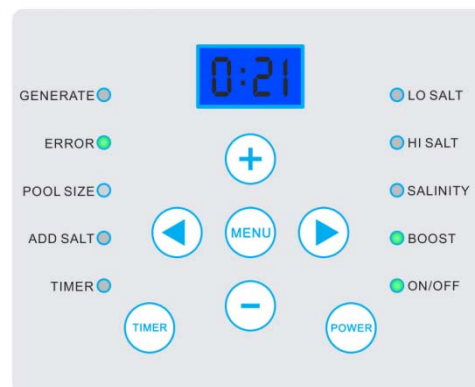 0:21
GENERATE
ERROR
POOL SIZE
ADD SALT
TIMER
LO SALT
HI SALT
SALINITY
BOOST
ON/OFF
+
MENU
−
TIMER
POWER